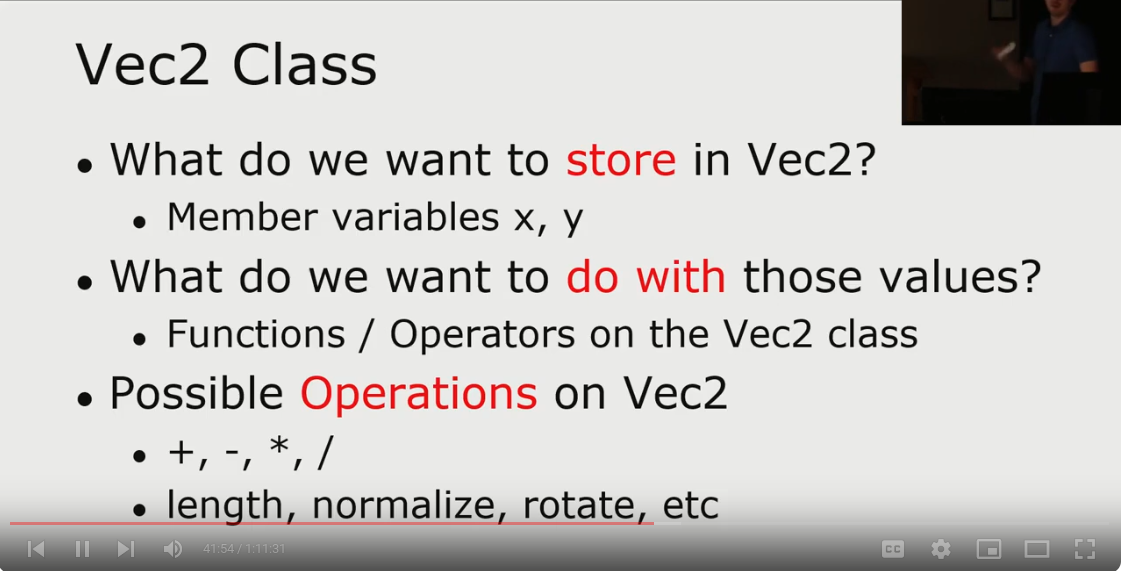 Vec2 Class
• What do we want to store in Vec2?
• Member variables x, y
• What do we want to do with those values?
• Functions / Operators on the Vec2 class
• Possible Operations on Vec2
• +, -, *, /
• length, normalize, rotate, etc
41:54 / 1:11:31
CC